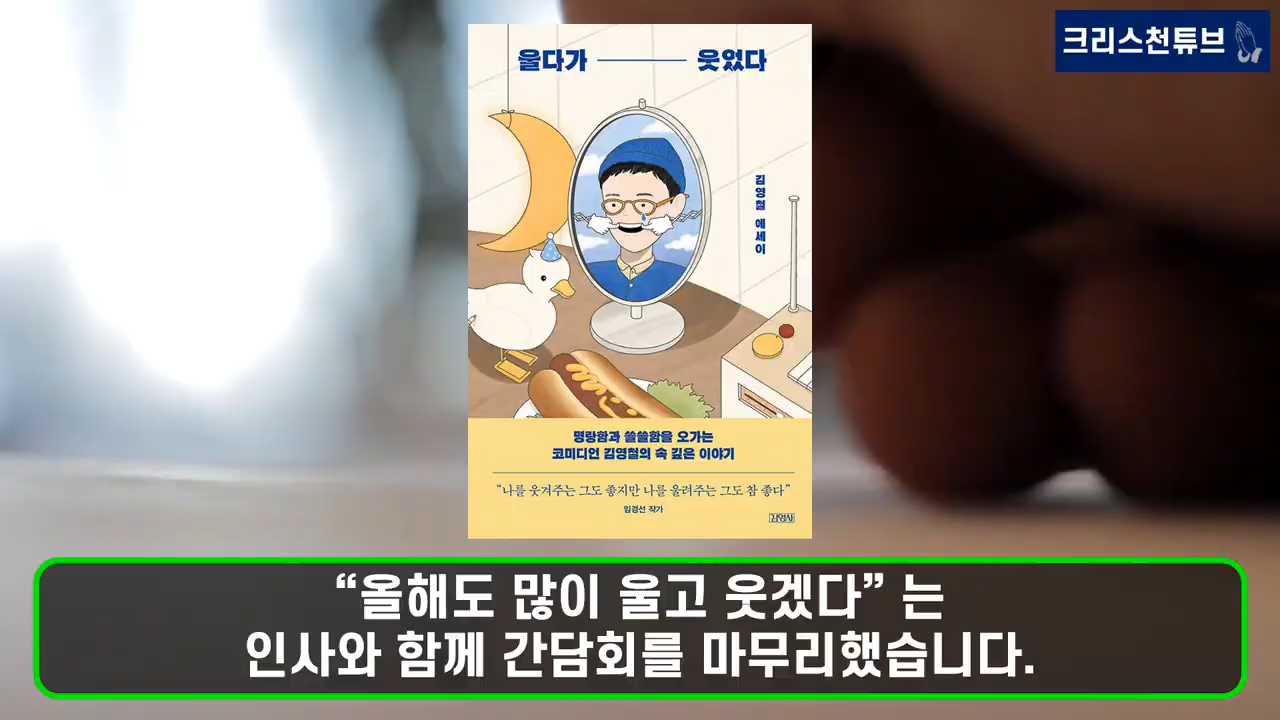 크리스천튜브
울다가 웃었다
김영철 에세이
명랑함과 쓸쓸함을 오가는
코미디언 김영철의 속 깊은 이야기
“나를 웃겨주는 그도 좋지만 나를 울려주는 그도 참 좋다”
임경선 작가
김영사
“올해도 많이 울고 웃겠다” 는
인사와 함께 간담회를 마무리했습니다.